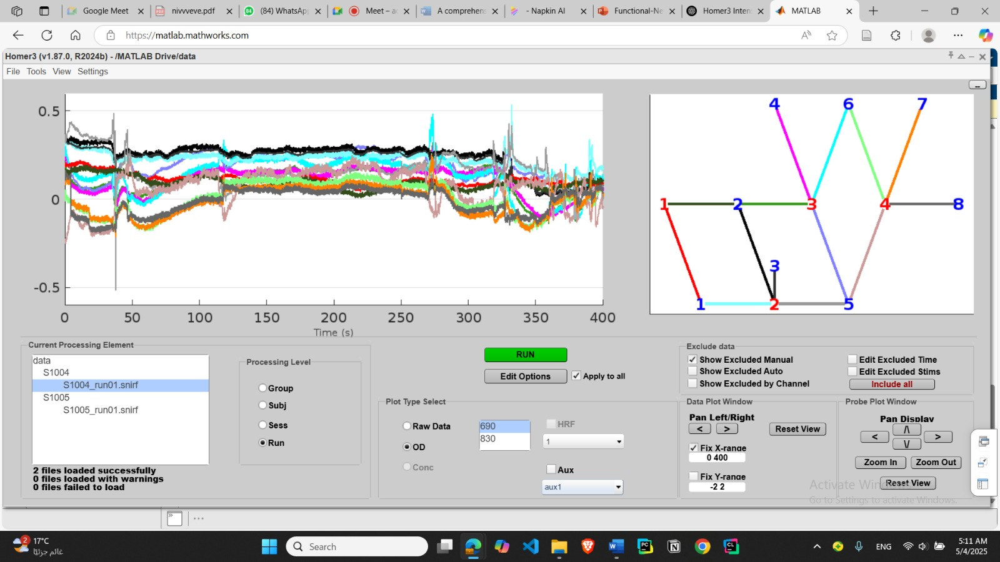 Google Meet
nivvveve.pdf
84
(84) WhatsAp
Meet – a
A comprehen
- Napkin AI
Functional-Ne
Homer3 Inten
MATLAB
https://matlab.mathworks.com
Homer3 (v1.87.0, R2024b) - /MATLAB Drive/data
File Tools View Settings
0.5
0
-0.5
0 50 100 150 200 250 300 350 400
Time (s)
4 6 7
1 2 3 4 8
3
1 2 5
Current Processing Element
data
S1004
S1004_run01.snirf
S1005
S1005_run01.snirf
2 files loaded successfully
0 files loaded with warnings
0 files failed to load
Processing Level
Group
Subj
Sess
Run
RUN
Edit Options
Apply to all
Plot Type Select
Raw Data
OD
Conc
690
830
HRF
1
Aux
aux1
Exclude data
Show Excluded Manual
Show Excluded Auto
Show Excluded by Channel
Edit Excluded Time
Edit Excluded Stims
Include all
Data Plot Window
Pan Left/Right
< >
Reset View
Fix X-range
0 400
Fix Y-range
-2 2
Probe Plot Window
Pan Display
< /\ >
\/
Zoom In Zoom Out
Reset View
Go to Settings to activate Windows.
2
17°C
غائم جزئيًا
Search
ENG
5:11 AM
5/4/2025